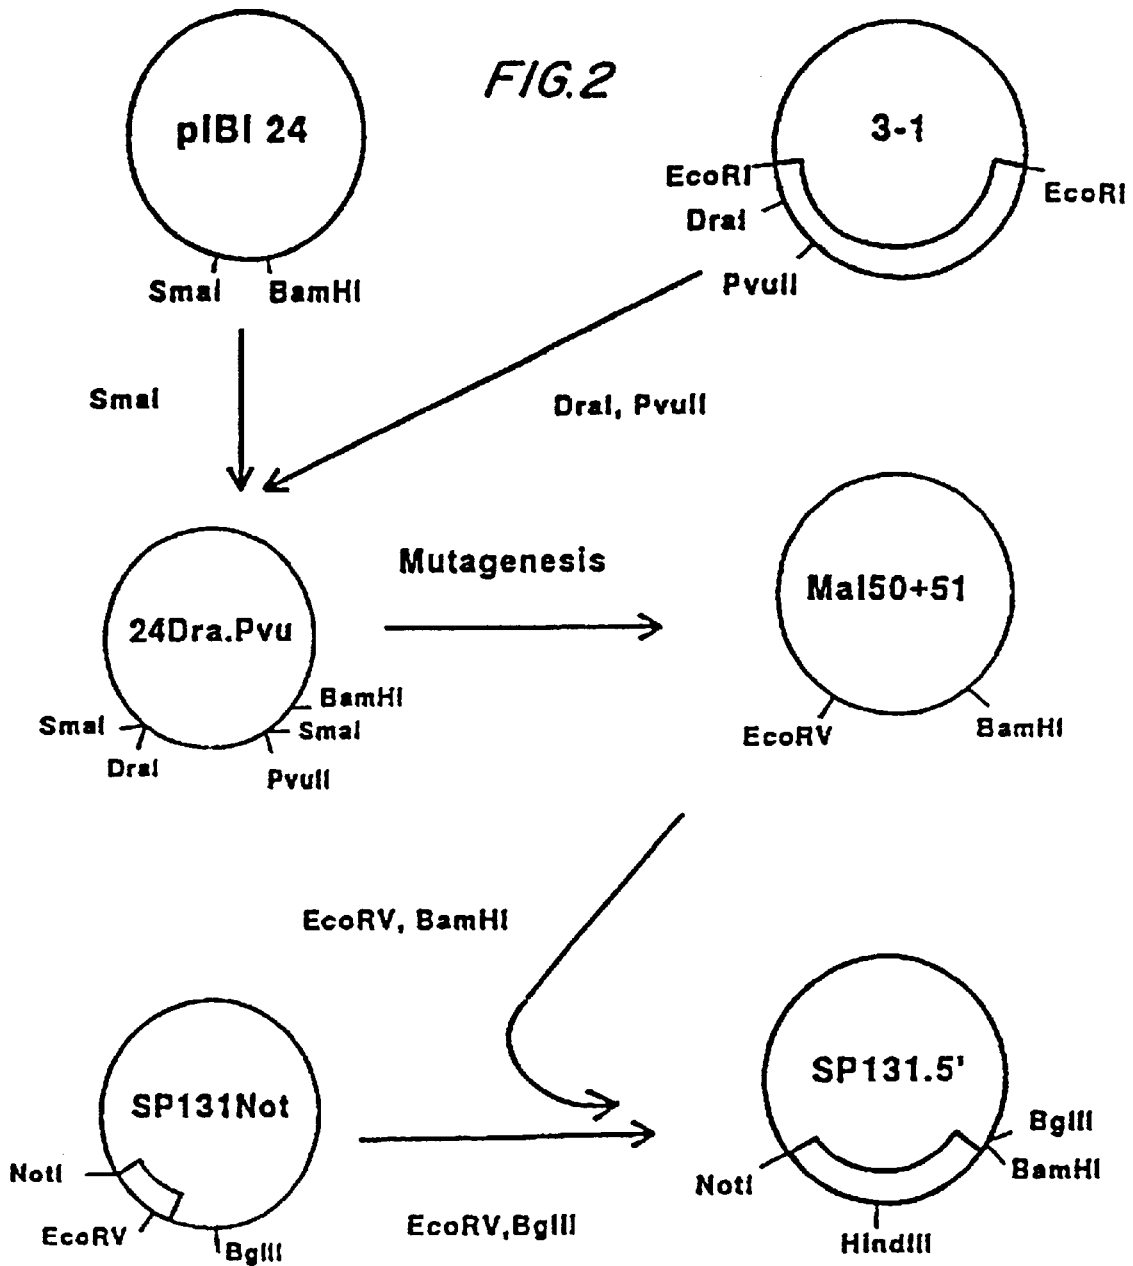 FIG.2
pIBI 24
SmaI
BamHI
3-1
EcoRI
EcoRI
DraI
PvuII
SmaI
DraI, PvuII
24Dra.Pvu
BamHI
SmaI
SmaI
DraI
PvuII
Mutagenesis
Mal50+51
EcoRV
BamHI
EcoRV, BamHI
SP131Not
NotI
EcoRV
BglII
EcoRV,BglII
SP131.5'
BglII
BamHI
NotI
HindIII